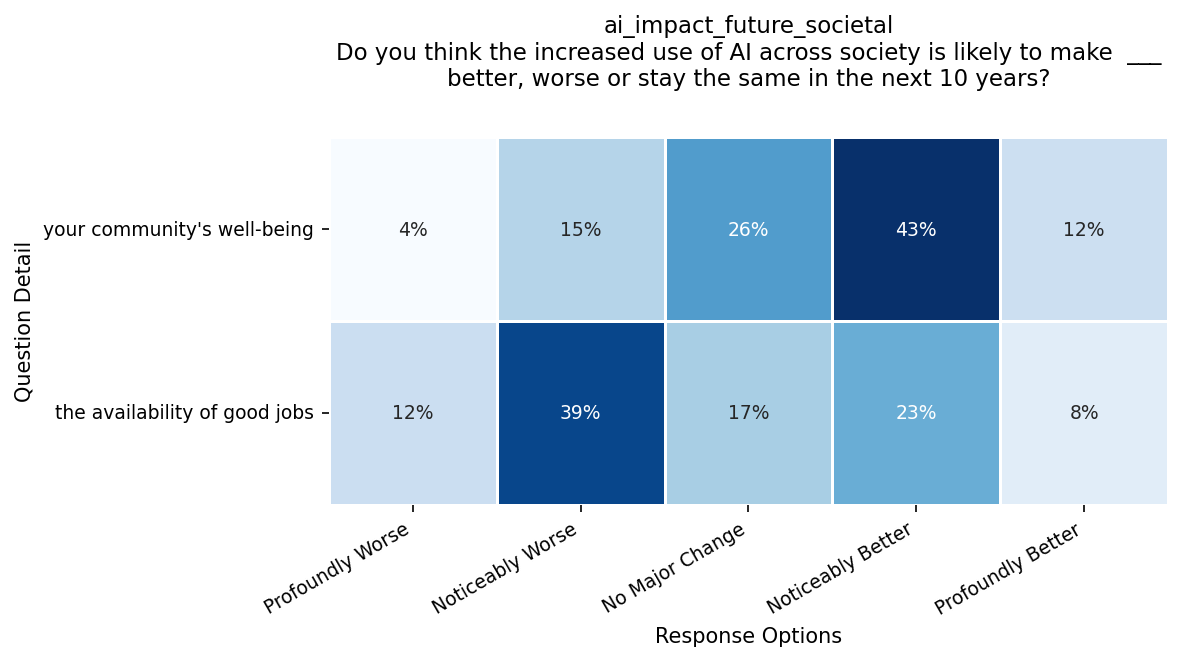 ai_impact_future_societal
Do you think the increased use of AI across society is likely to make ___
better, worse or stay the same in the next 10 years?
Question Detail
your community's well-being
4% 15% 26% 43% 12%
the availability of good jobs
12% 39% 17% 23% 8%
Profoundly Worse
Noticeably Worse
No Major Change
Noticeably Better
Profoundly Better
Response Options